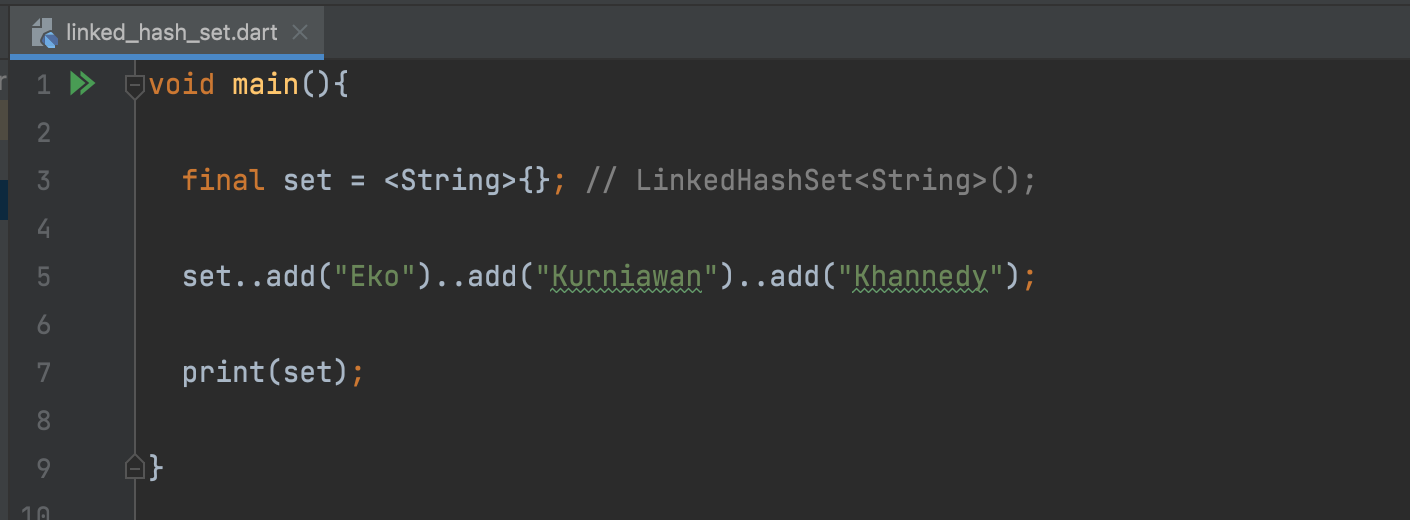 linked_hash_set.dart
1 void main(){
2
3 final set = <String>{}; // LinkedHashSet<String>();
4
5 set..add("Eko")..add("Kurniawan")..add("Khannedy");
6
7 print(set);
8
9 }
10